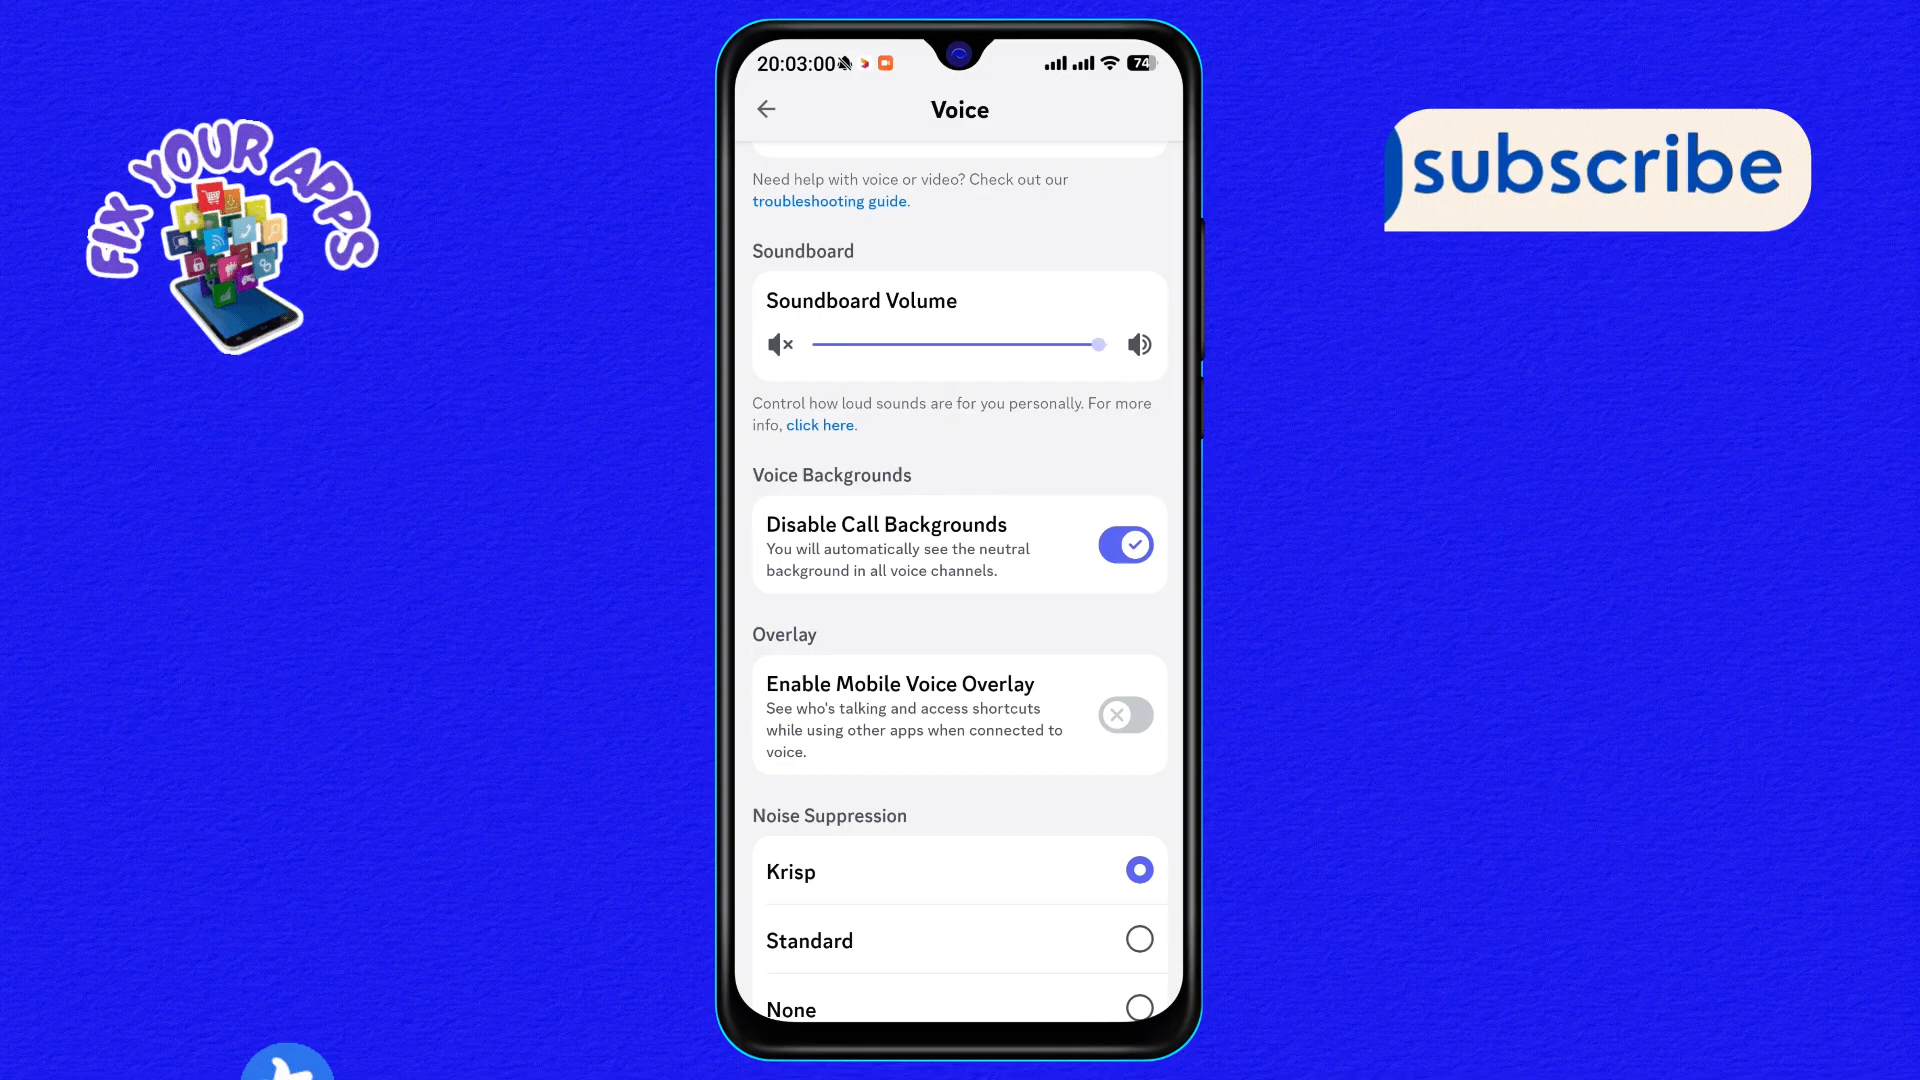 FIX YOUR APPS
subscribe
20:03:00
74
Voice
Need help with voice or video? Check out our
troubleshooting guide.
Soundboard
Soundboard Volume
Control how loud sounds are for you personally. For more
info, click here.
Voice Backgrounds
Disable Call Backgrounds
You will automatically see the neutral
background in all voice channels.
Overlay
Enable Mobile Voice Overlay
See who's talking and access shortcuts
while using other apps when connected to
voice.
Noise Suppression
Krisp
Standard
None